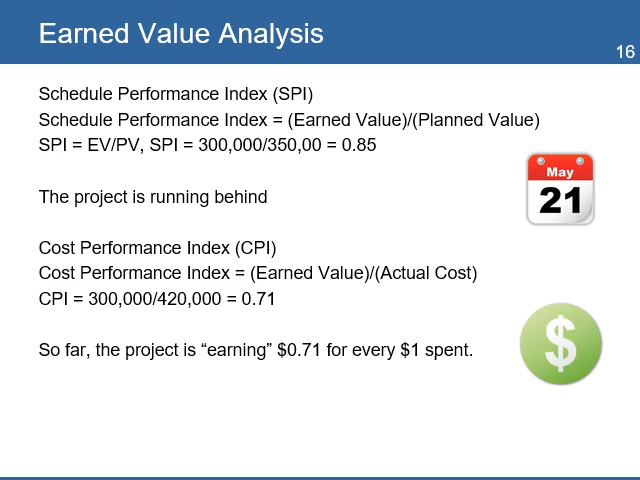 Earned Value Analysis
16
Schedule Performance Index (SPI)
Schedule Performance Index = (Earned Value)/(Planned Value)
SPI = EV/PV, SPI = 300,000/350,00 = 0.85
May
21
The project is running behind
Cost Performance Index (CPI)
Cost Performance Index = (Earned Value)/(Actual Cost)
CPI = 300,000/420,000 = 0.71
$
So far, the project is “earning” $0.71 for every $1 spent.